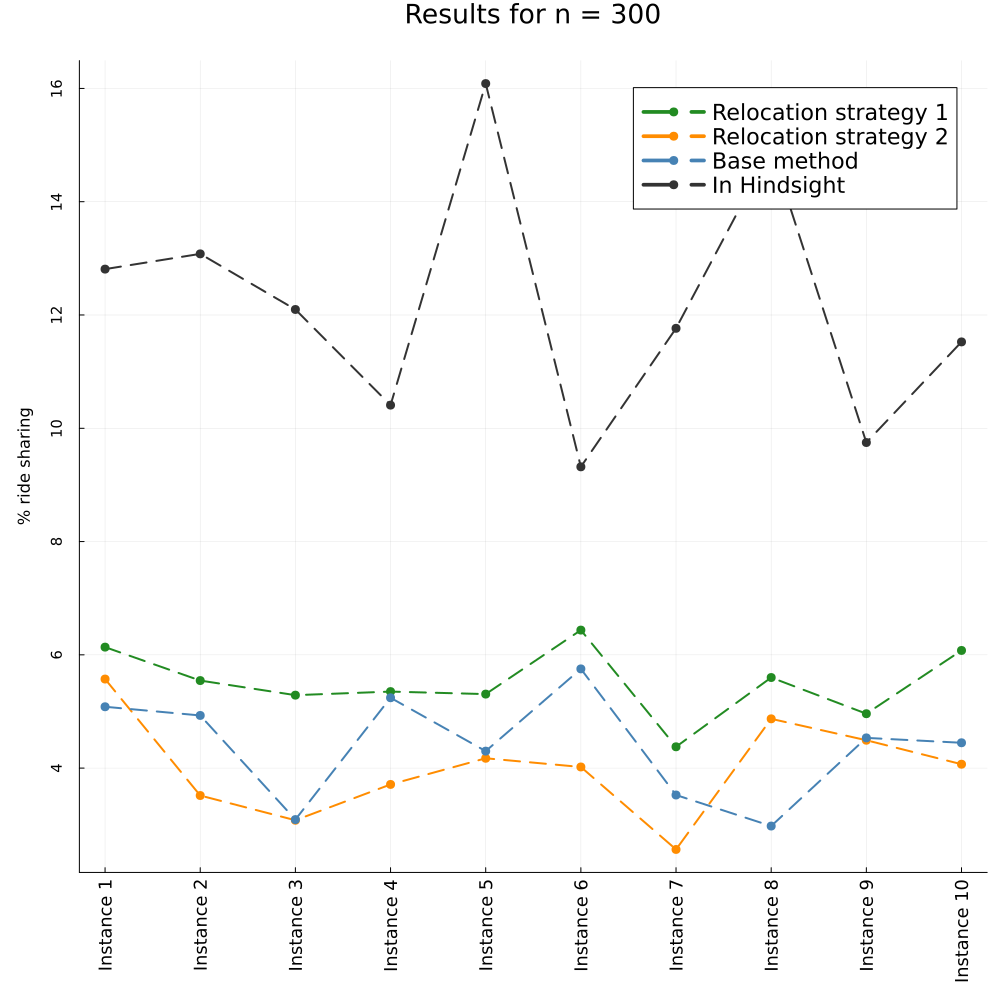 Results for n = 300
Relocation strategy 1
Relocation strategy 2
Base method
In Hindsight
% ride sharing
16
14
12
10
8
6
4
Instance 1
Instance 2
Instance 3
Instance 4
Instance 5
Instance 6
Instance 7
Instance 8
Instance 9
Instance 10